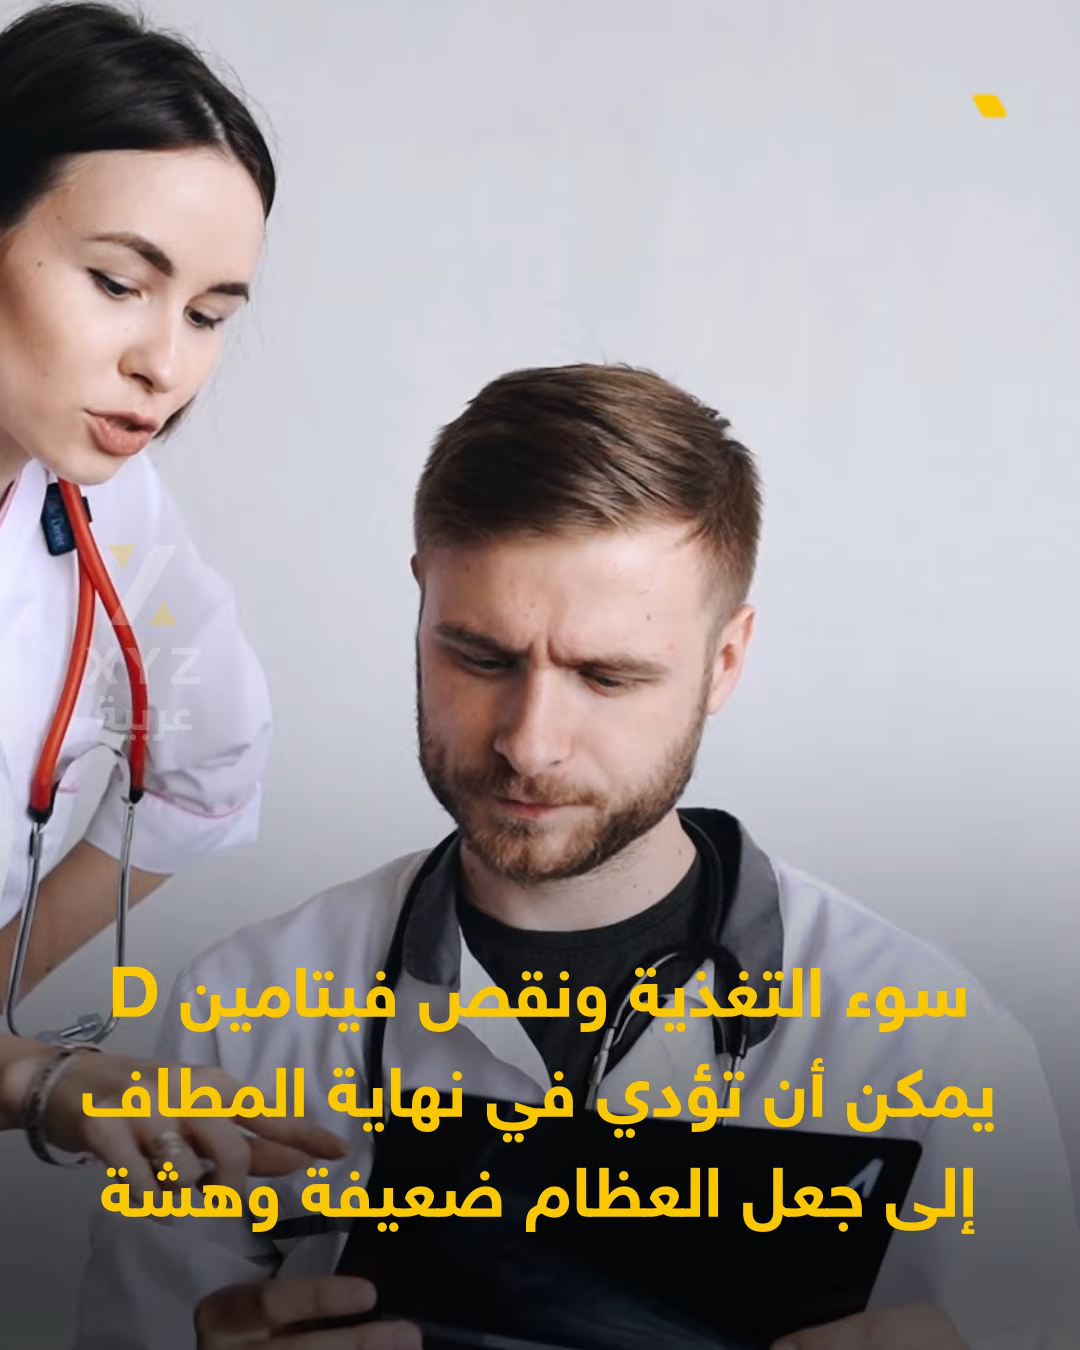 XYZ
عربية
سوء التغذية ونقص فيتامين D
يمكن أن تؤدي في نهاية المطاف
إلى جعل العظام ضعيفة وهشة